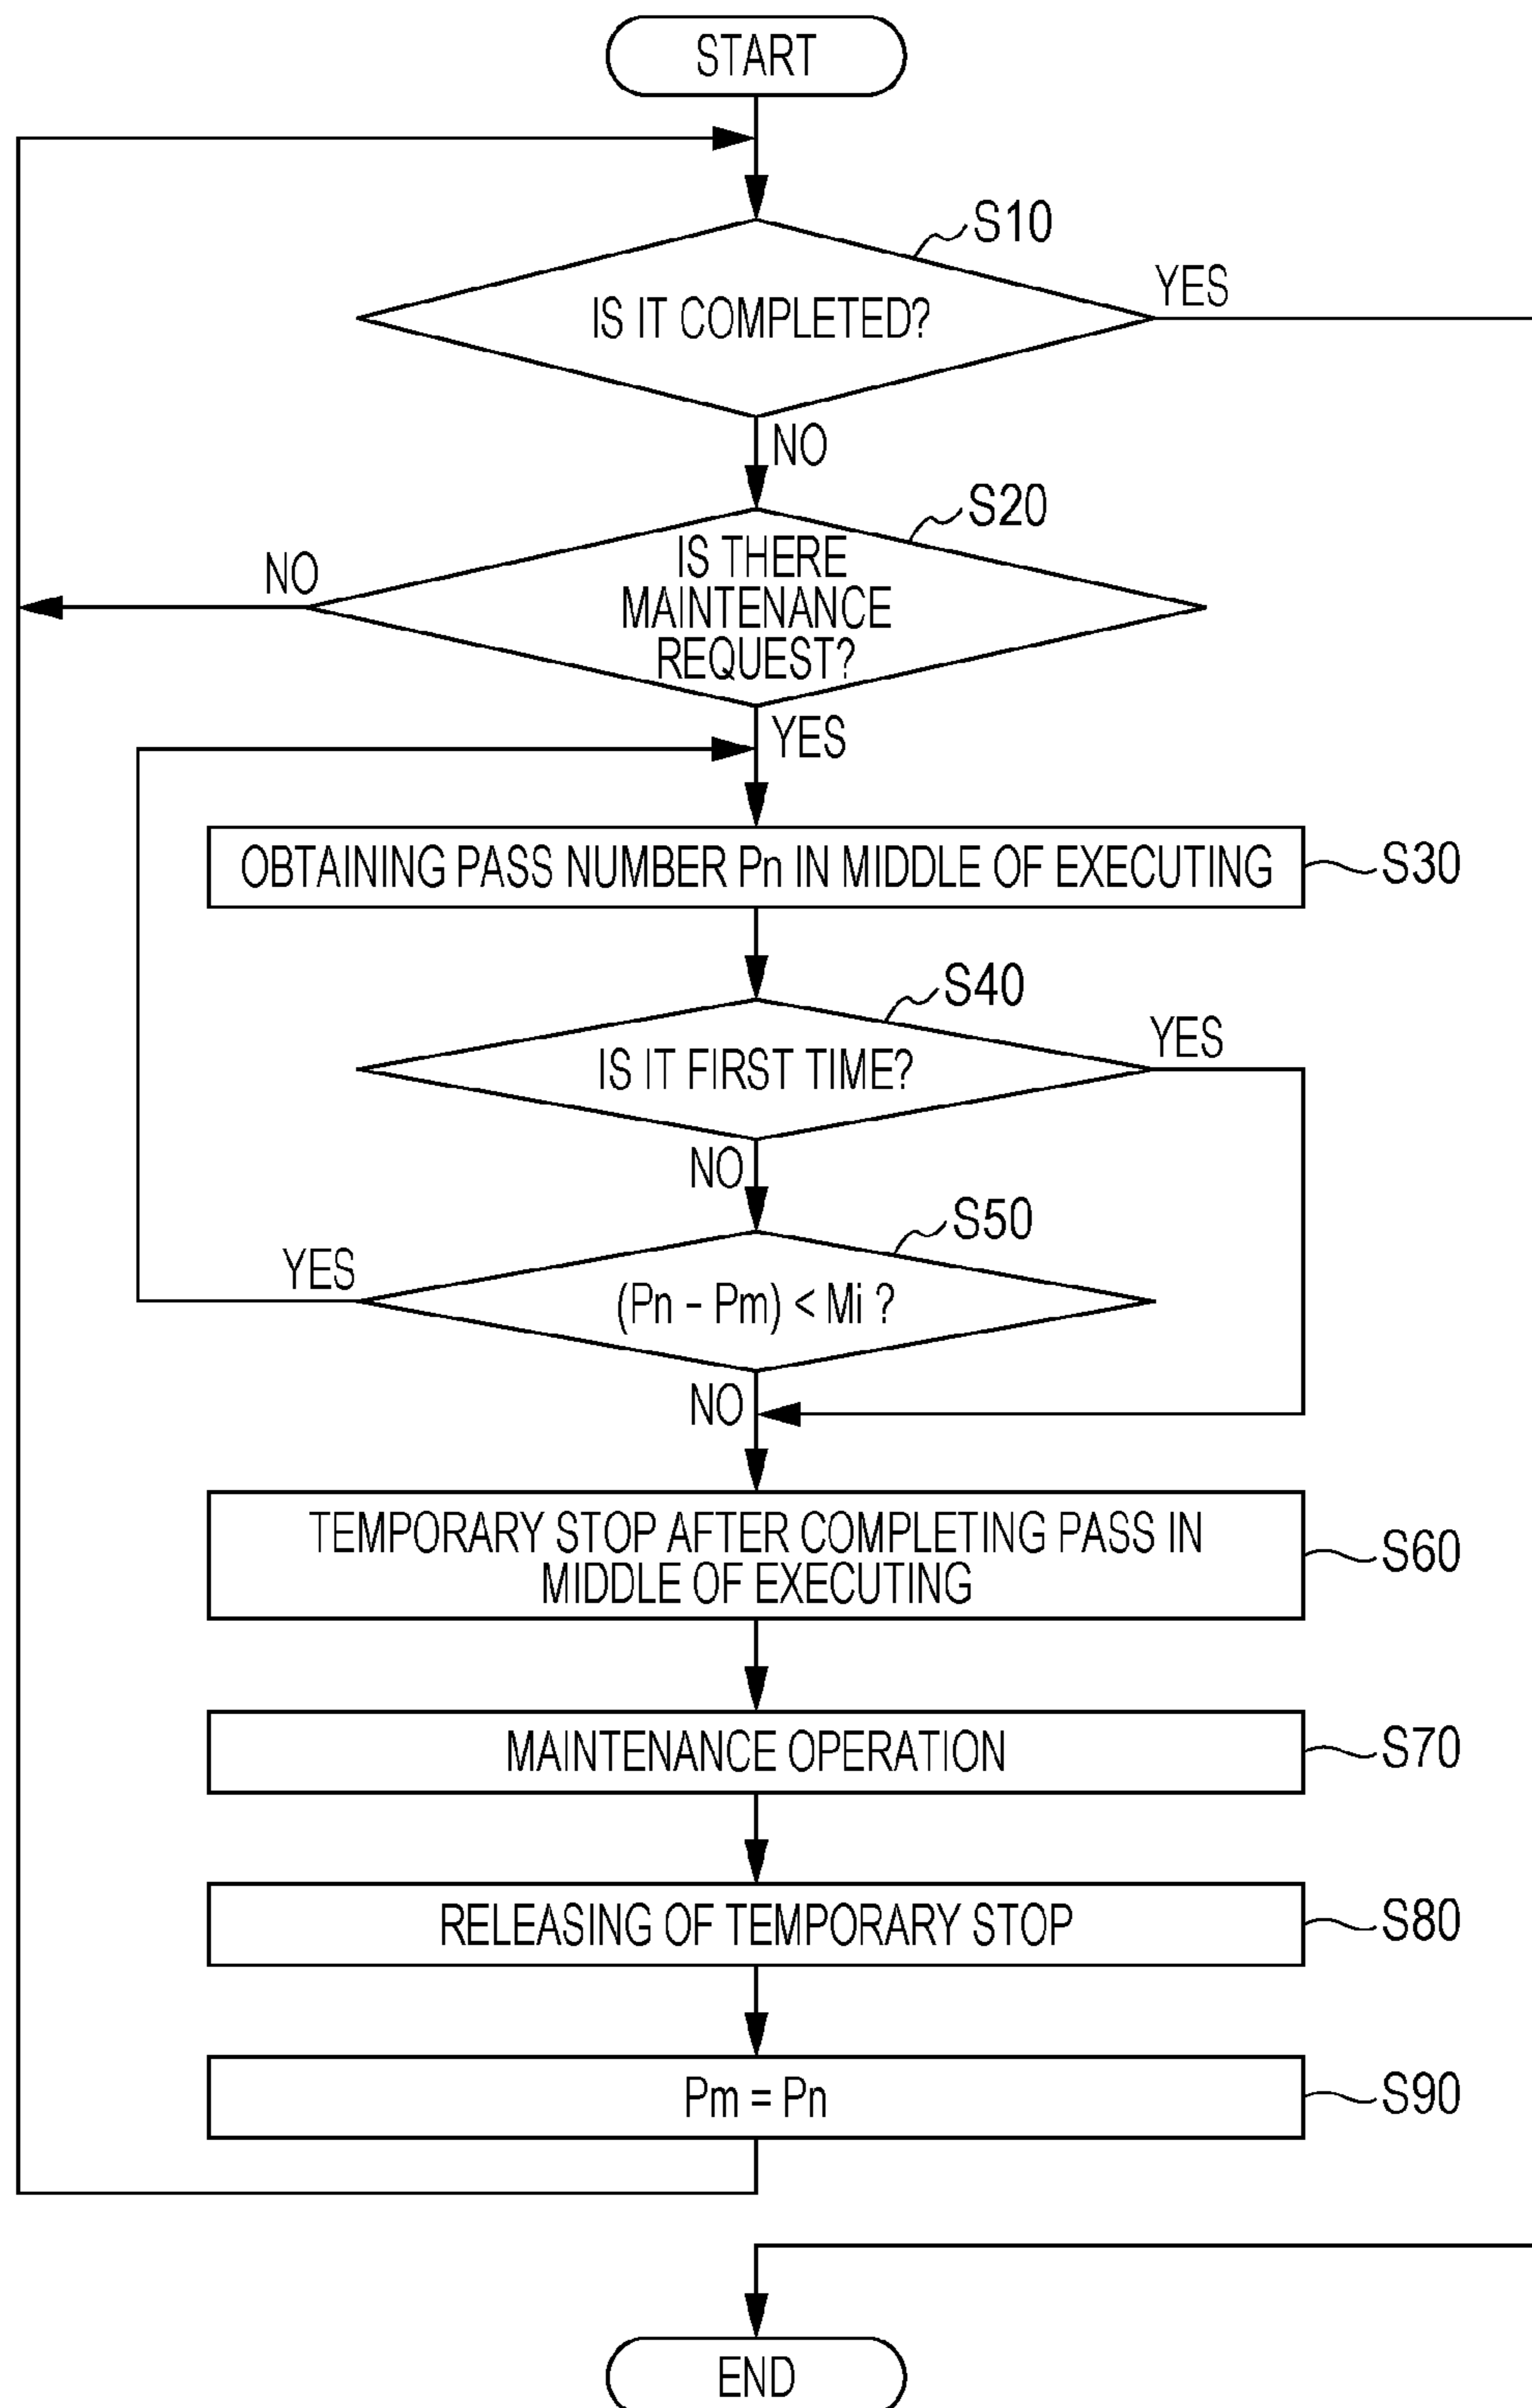 START
S10
IS IT COMPLETED?
YES
NO
S20
IS THERE
MAINTENANCE
REQUEST?
NO
YES
OBTAINING PASS NUMBER Pn IN MIDDLE OF EXECUTING
S30
S40
IS IT FIRST TIME?
YES
NO
S50
YES
(Pn - Pm) < Mi ?
NO
TEMPORARY STOP AFTER COMPLETING PASS IN
MIDDLE OF EXECUTING
S60
MAINTENANCE OPERATION
S70
RELEASING OF TEMPORARY STOP
S80
Pm = Pn
S90
END